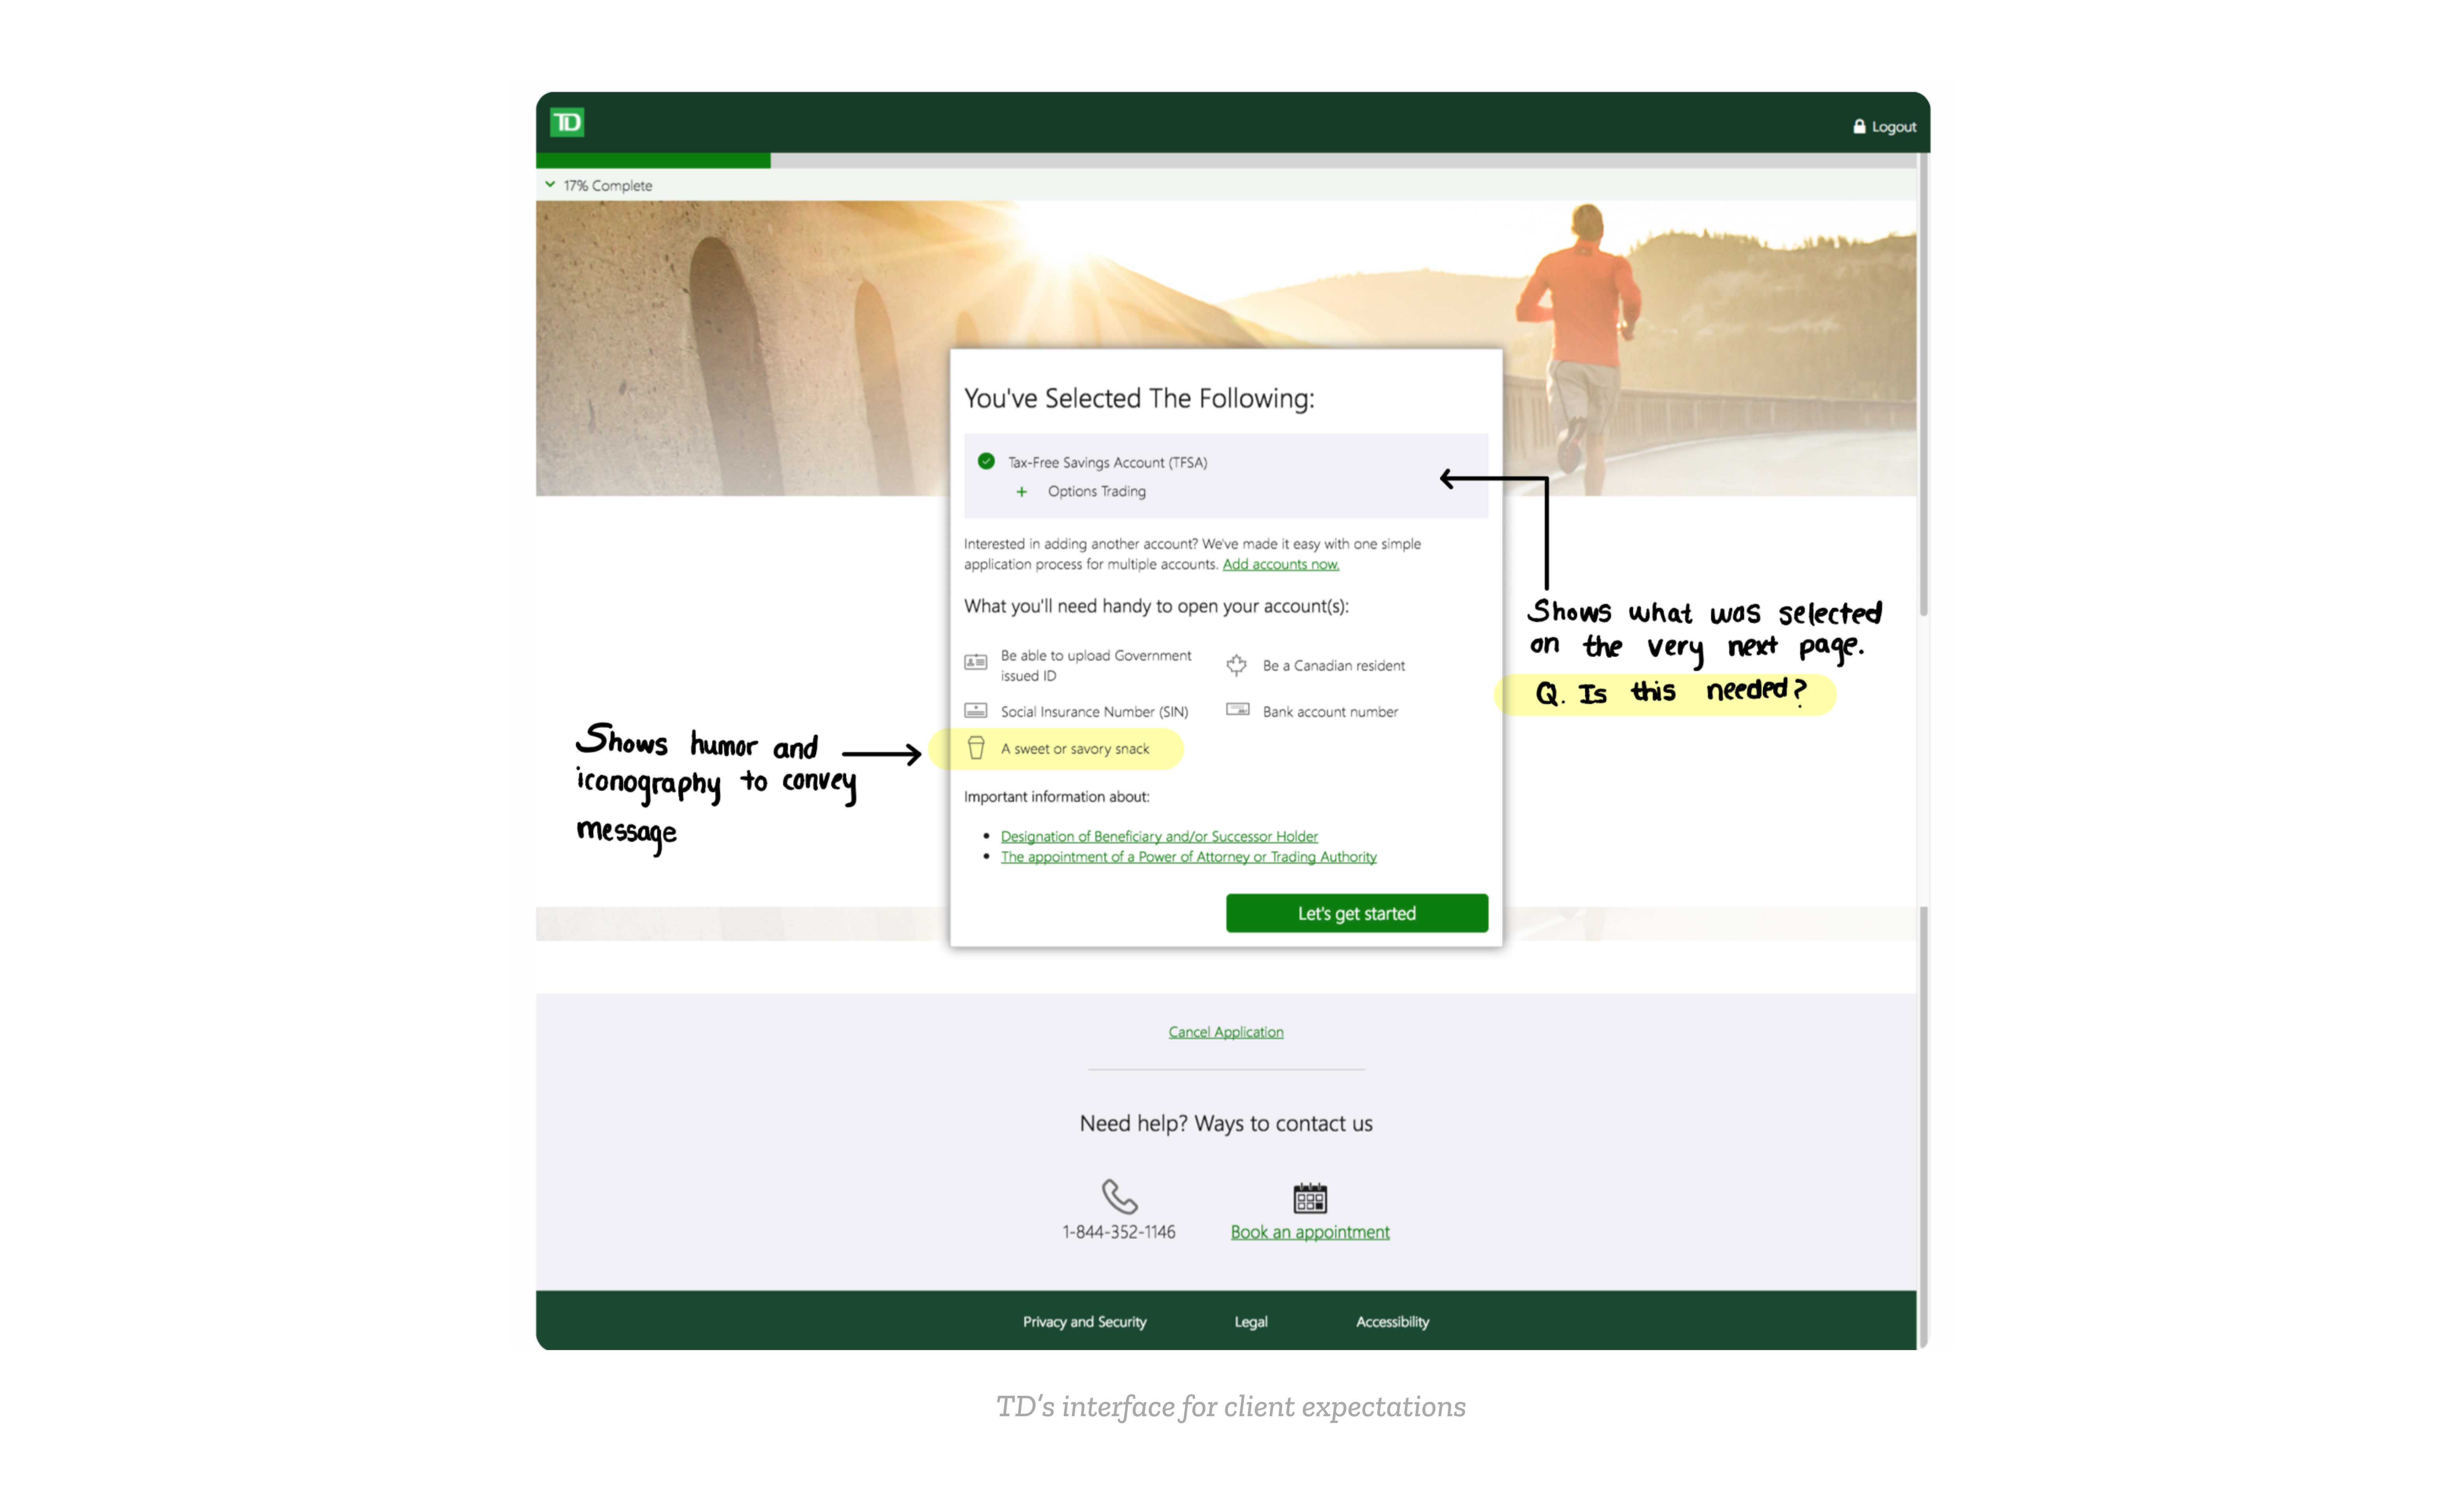 TD
Logout
17% Complete
You've Selected The Following:
Tax-Free Savings Account (TFSA)
+ Options Trading
Interested in adding another account? We've made it easy with one simple
application process for multiple accounts. Add accounts now.
What you'll need handy to open your account(s):
Be able to upload Government
issued ID
Be a Canadian resident
Social Insurance Number (SIN)
Bank account number
A sweet or savory snack
Important information about:
• Designation of Beneficiary and/or Successor Holder
• The appointment of a Power of Attorney or Trading Authority
Let's get started
Shows what was selected
on the very next page.
Q. Is this needed?
Shows humor and
iconography to convey
message
Cancel Application
Need help? Ways to contact us
1-844-352-1146
Book an appointment
Privacy and Security
Legal
Accessibility
TD's interface for client expectations